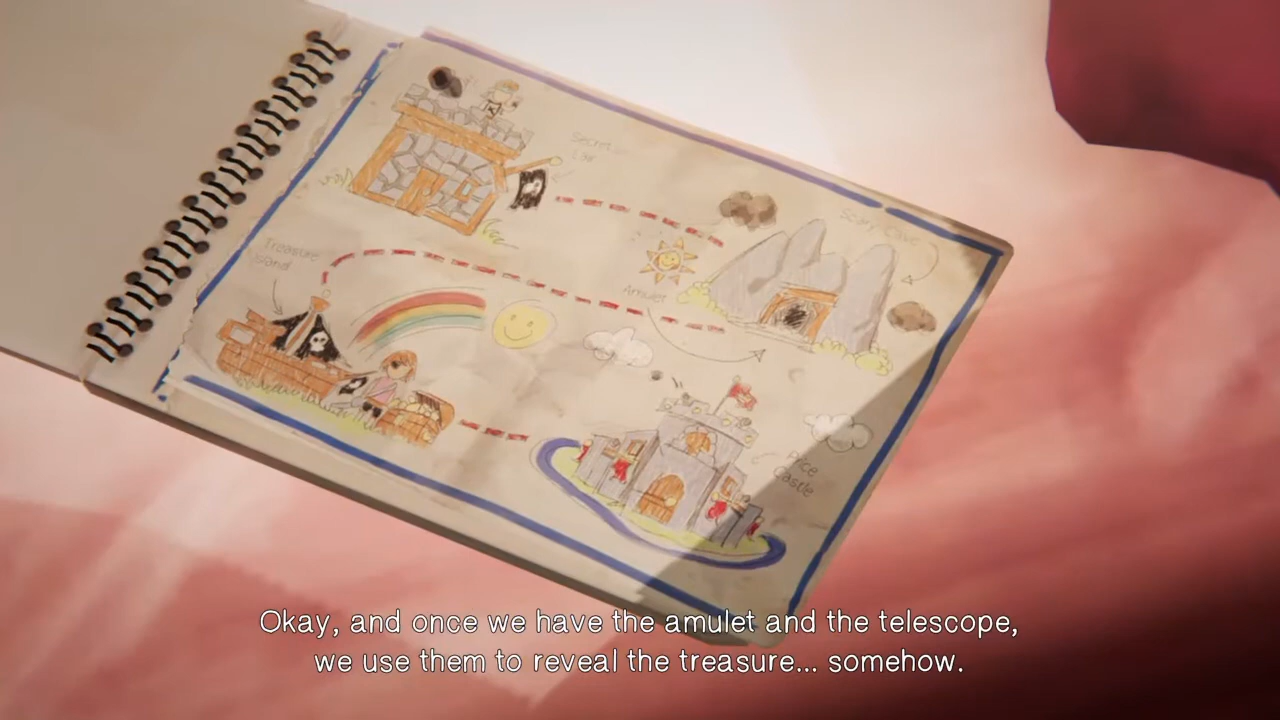 Secret
Lair
Scary Cave
Treasure
Island
Amulet
Price
Castle
Okay, and once we have the amulet and the telescope,
we use them to reveal the treasure... somehow.